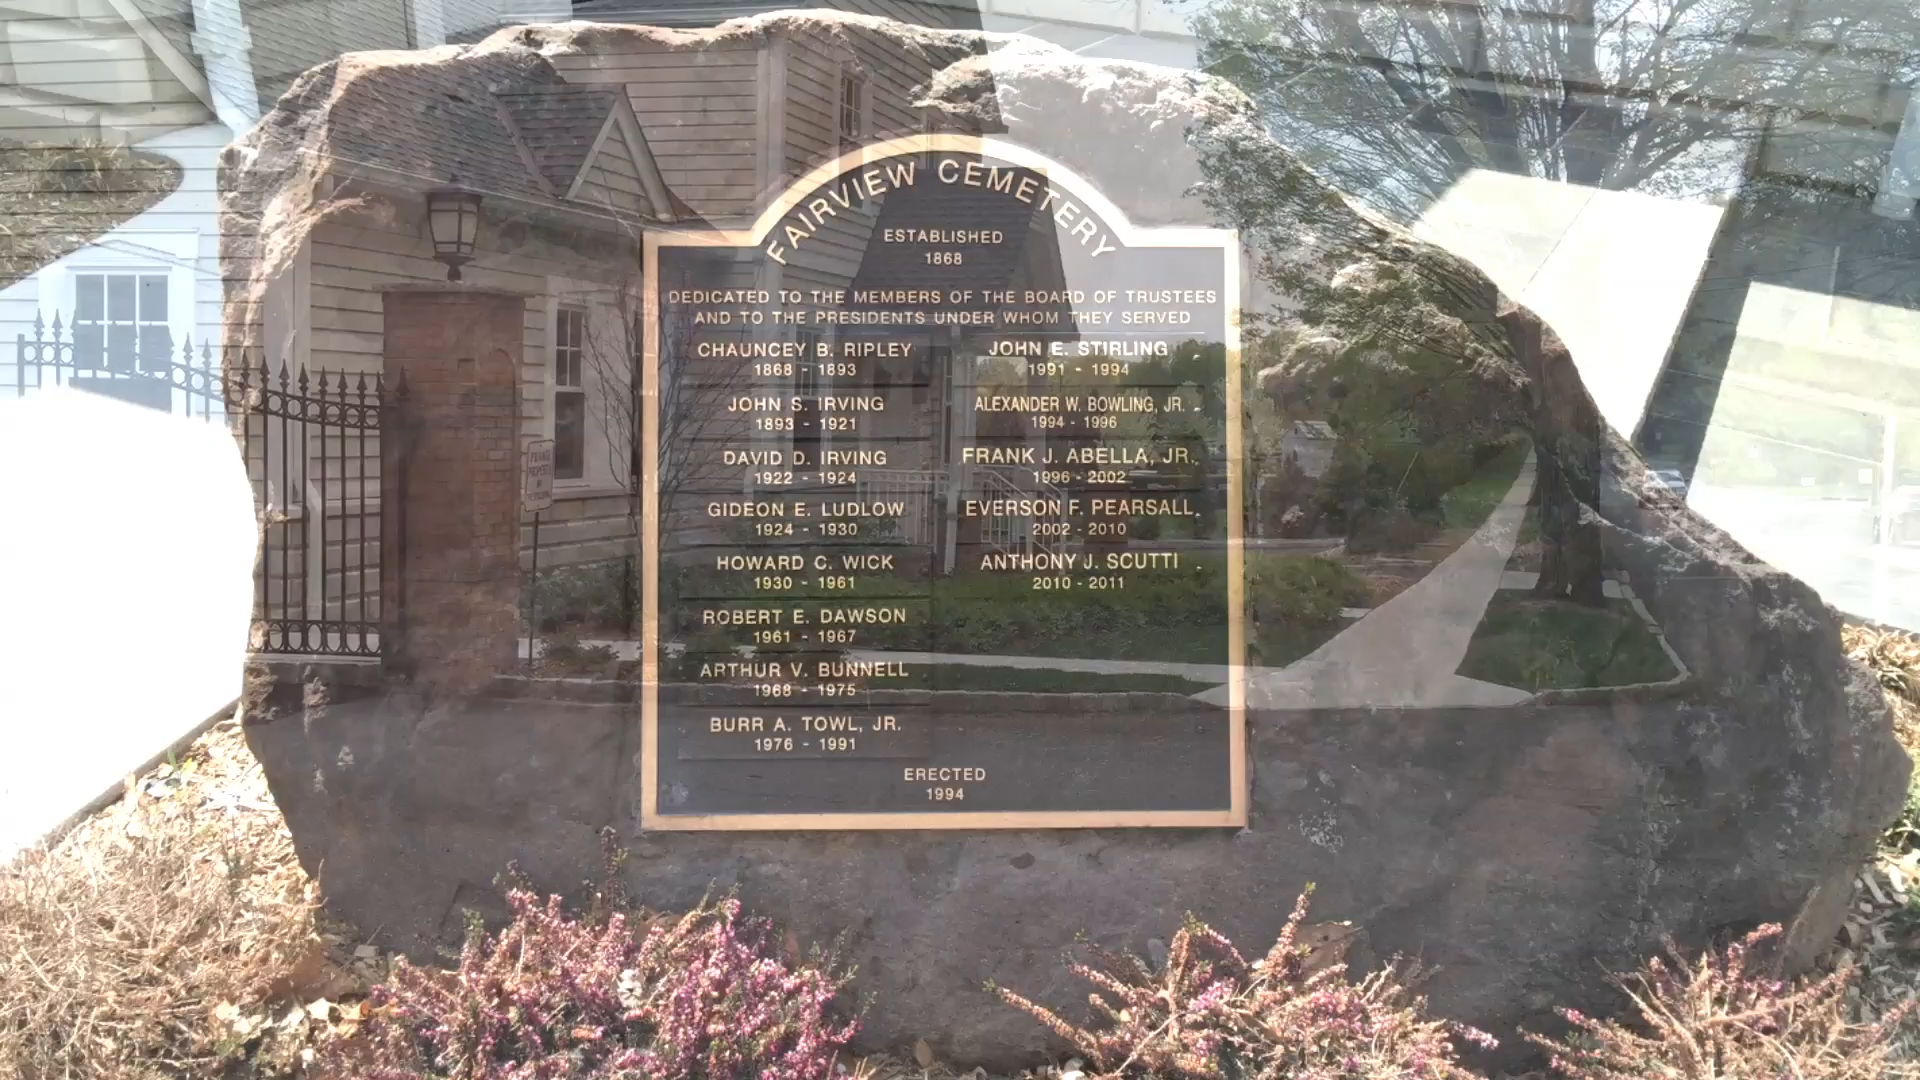 FAIRVIEW CEMETERY
ESTABLISHED
1868
DEDICATED TO THE MEMBERS OF THE BOARD OF TRUSTEES
AND TO THE PRESIDENTS UNDER WHOM THEY SERVED
CHAUNCEY B. RIPLEY
1868 - 1893
JOHN S. IRVING
1893 - 1921
DAVID D. IRVING
1922 - 1924
GIDEON E. LUDLOW
1924 - 1930
HOWARD C. WICK
1930 - 1961
ROBERT E. DAWSON
1961 - 1967
ARTHUR V. BUNNELL
1968 - 1975
BURR A. TOWL, JR.
1976 - 1991
JOHN E. STIRLING
1991 - 1994
ALEXANDER W. BOWLING, JR.
1994 - 1996
FRANK J. ABELLA, JR.
1996 - 2002
EVERSON F. PEARSALL
2002 - 2010
ANTHONY J. SCUTTI
2010 - 2011
ERECTED
1994
PRIVATE
PROPERTY